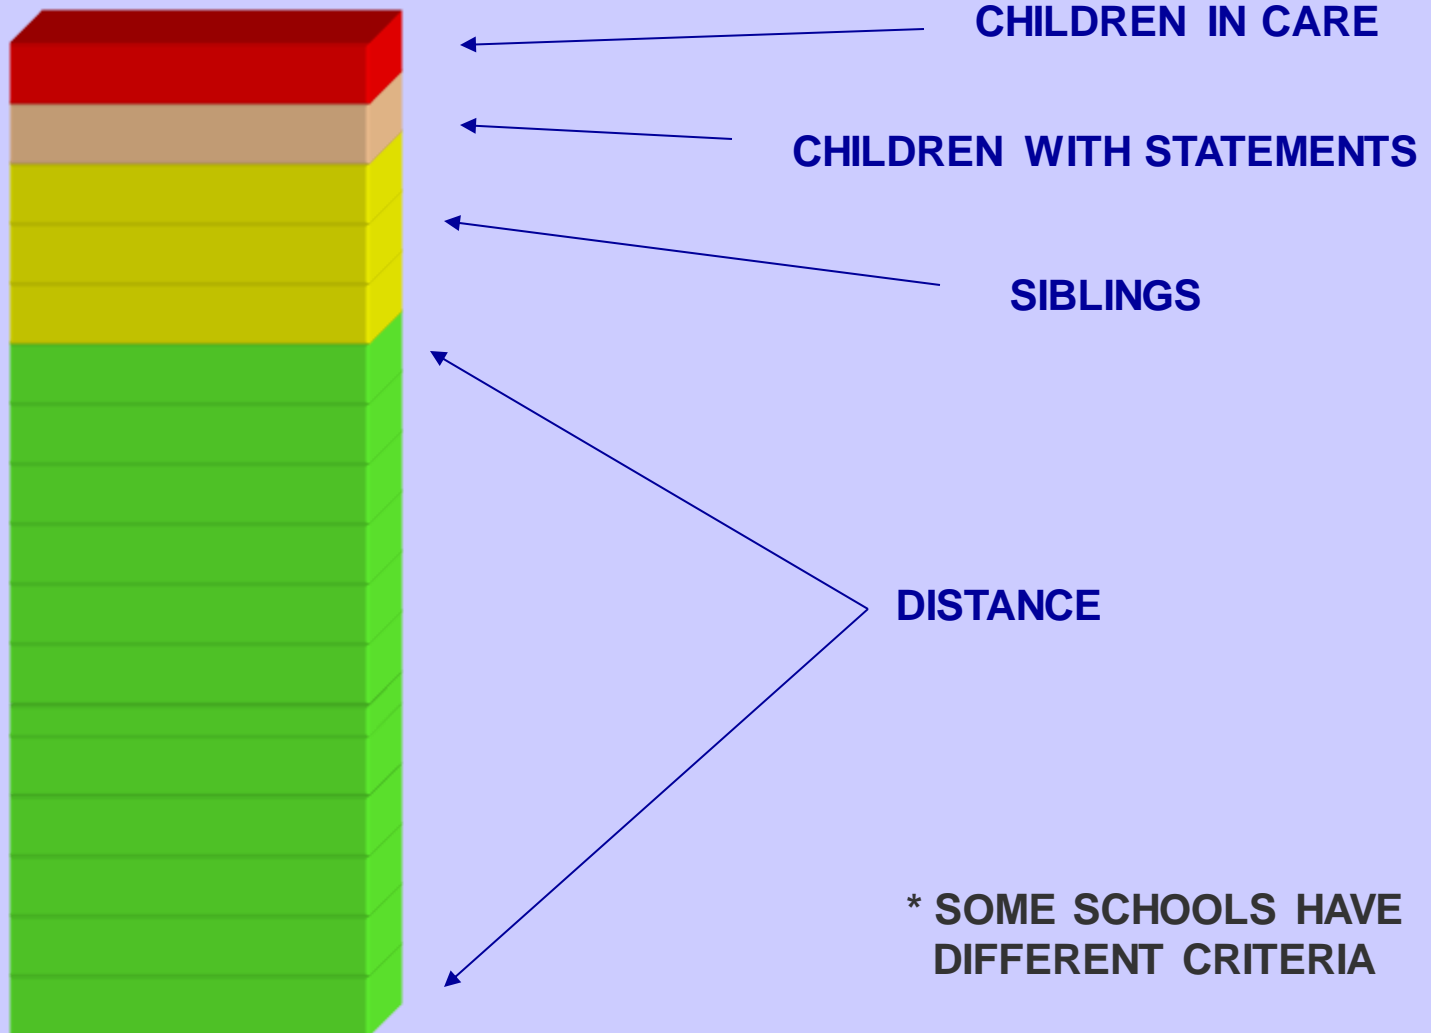 CHILDREN IN CARE
CHILDREN WITH STATEMENTS
SIBLINGS
DISTANCE
* SOME SCHOOLS HAVE
DIFFERENT CRITERIA